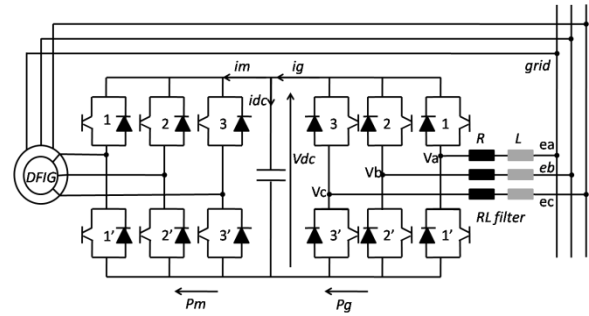 im
ig
grid
idc
1
2
3
3
2
1
R
L
ea
Va
Vdc
DFIG
Vb
eb
Vc
ec
RL filter
1’
2’
3’
3’
2’
1’
Pm
Pg